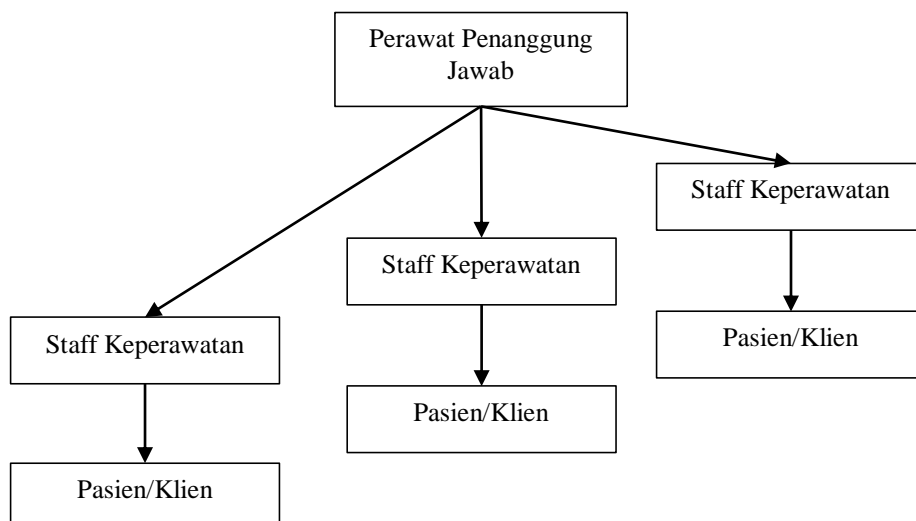 Perawat Penanggung
Jawab
Staff Keperawatan
Staff Keperawatan
Staff Keperawatan
Pasien/Klien
Pasien/Klien
Pasien/Klien